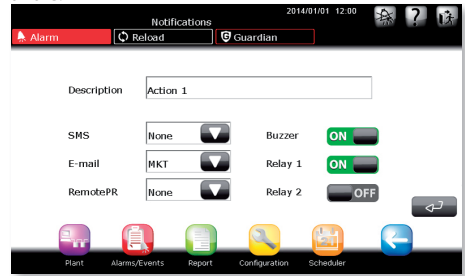 2014/01/01 12:00
Notifications
?
Alarm Reload Guardian
Description Action 1
SMS None Buzzer ON
E-mail MKT Relay 1 ON
RemotePR None Relay 2 OFF
Plant Alarms/Events Report Configuration Scheduler